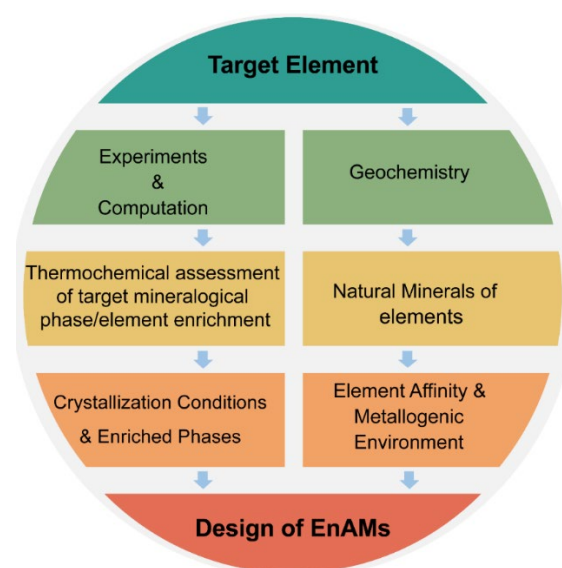 Target Element
Experiments
&
Computation
Geochemistry
Thermochemical assessment
of target mineralogical
phase/element enrichment
Natural Minerals of
elements
Crystallization Conditions
& Enriched Phases
Element Affinity &
Metallogenic
Environment
Design of EnAMs